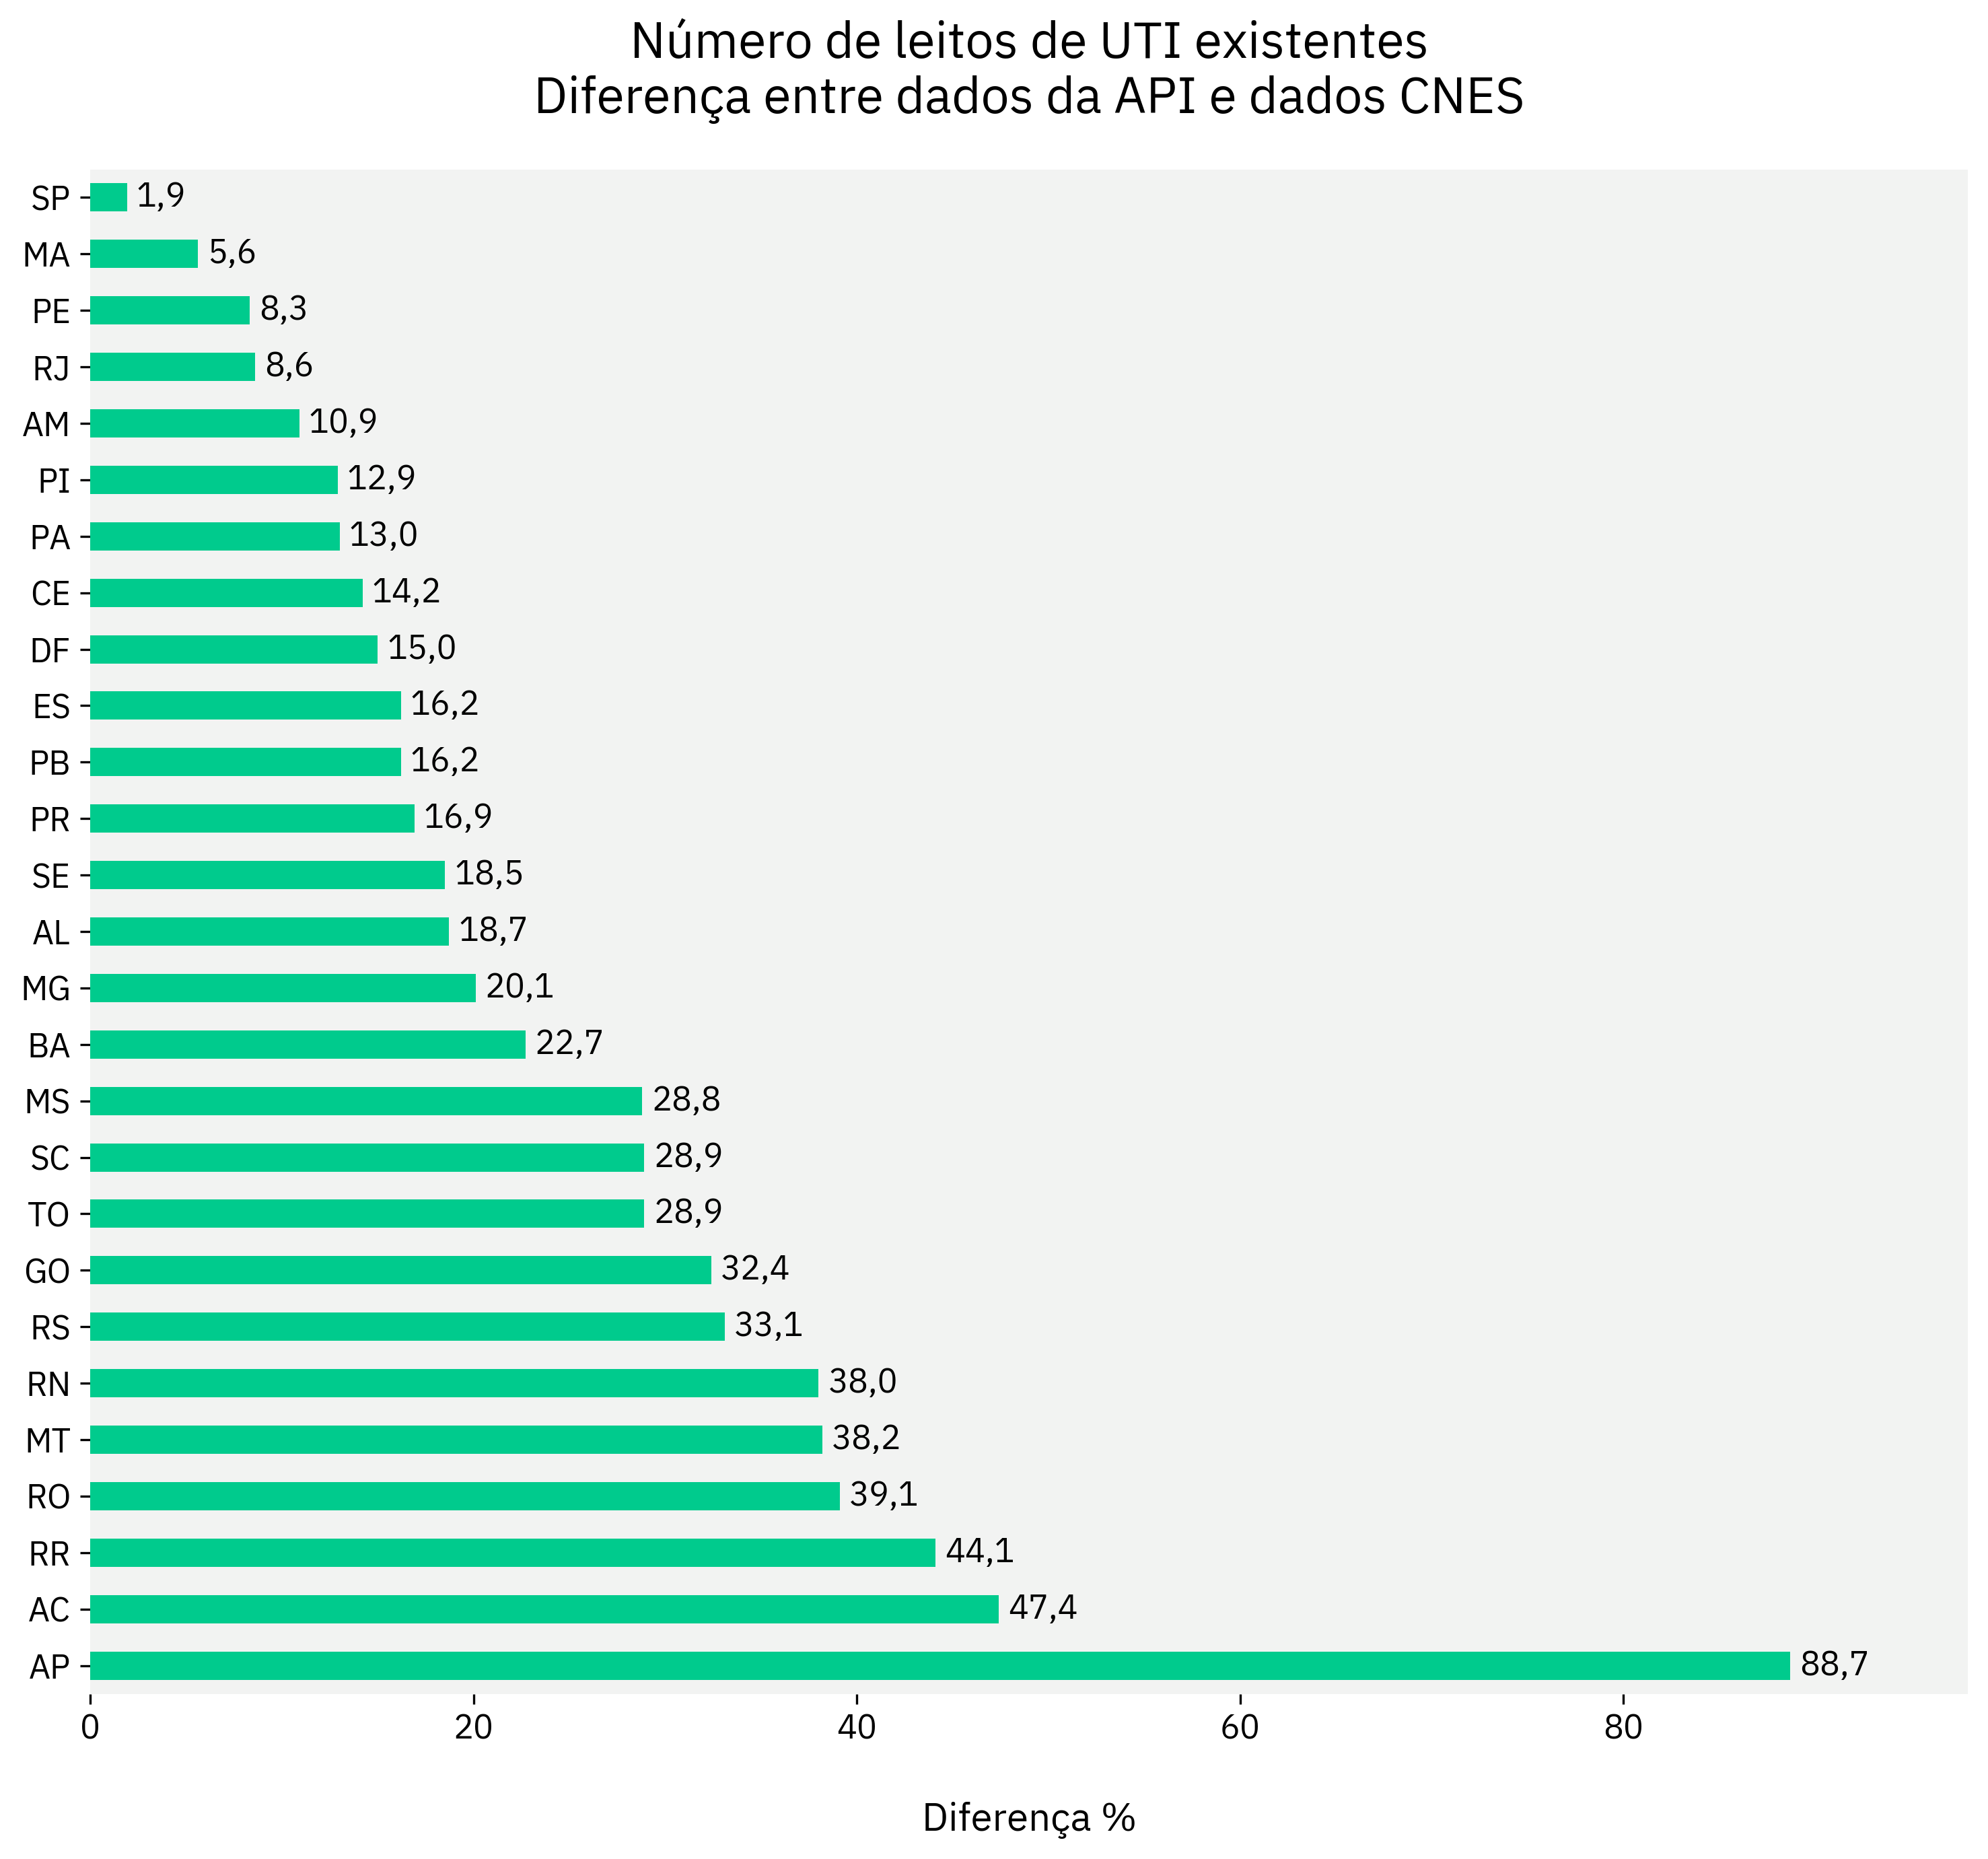 Número de leitos de UTI existentes
Diferença entre dados da API e dados CNES
SP 1,9
MA 5,6
PE 8,3
RJ 8,6
AM 10,9
PI 12,9
PA 13,0
CE 14,2
DF 15,0
ES 16,2
PB 16,2
PR 16,9
SE 18,5
AL 18,7
MG 20,1
BA 22,7
MS 28,8
SC 28,9
TO 28,9
GO 32,4
RS 33,1
RN 38,0
MT 38,2
RO 39,1
RR 44,1
AC 47,4
AP 88,7
0 20 40 60 80
Diferença %